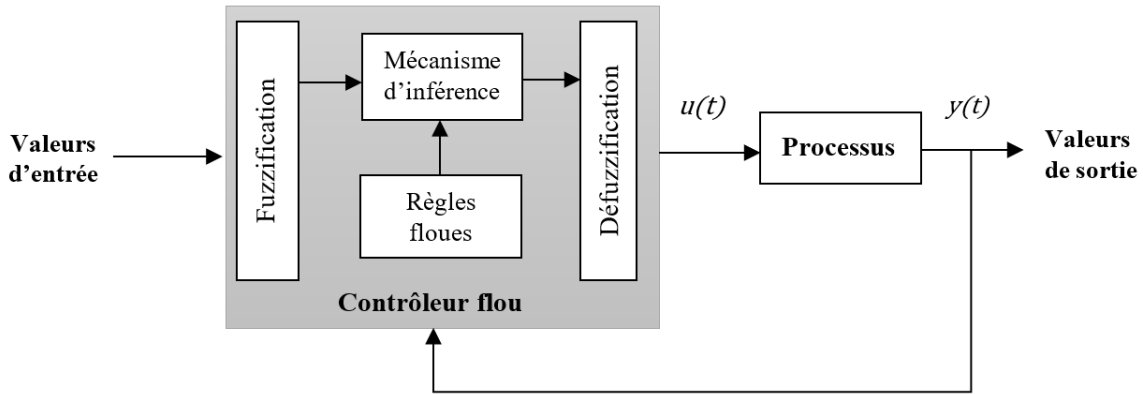 Valeurs
d'entrée
Fuzzification
Mécanisme
d'inférence
Règles
floues
Défuzzification
Contrôleur flou
u(t)
Processus
y(t)
Valeurs
de sortie